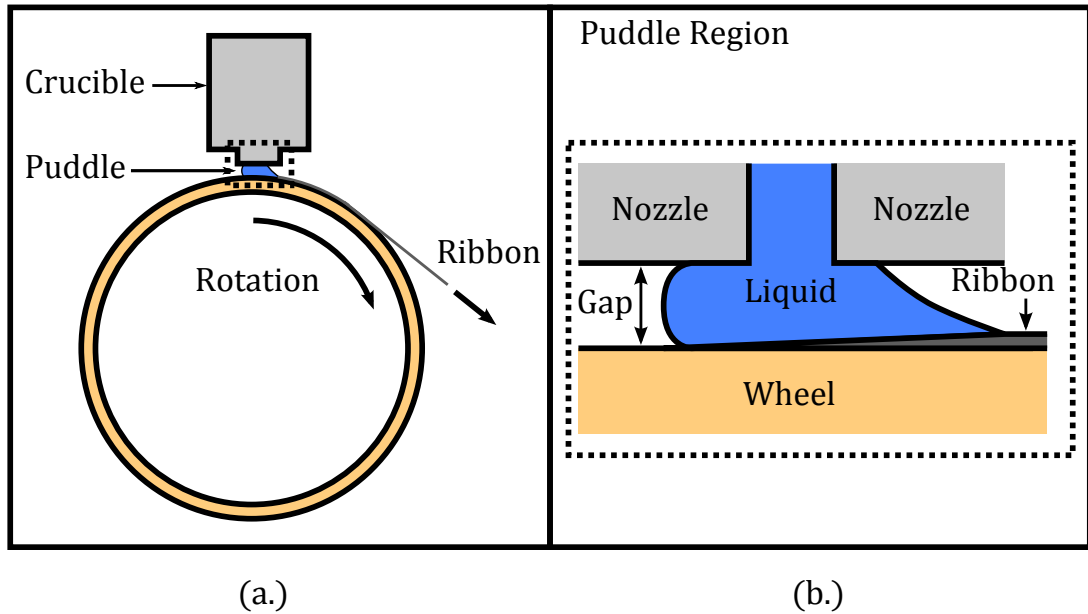 Crucible
Puddle
Rotation
Ribbon
(a.)
Puddle Region
Nozzle
Nozzle
Gap
Liquid
Ribbon
Wheel
(b.)